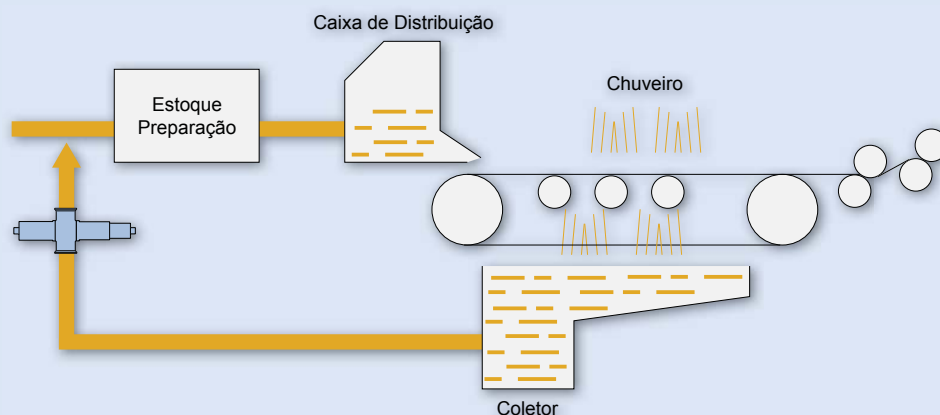 Caixa de Distribuição
Chuveiro
Estoque
Preparação
Coletor